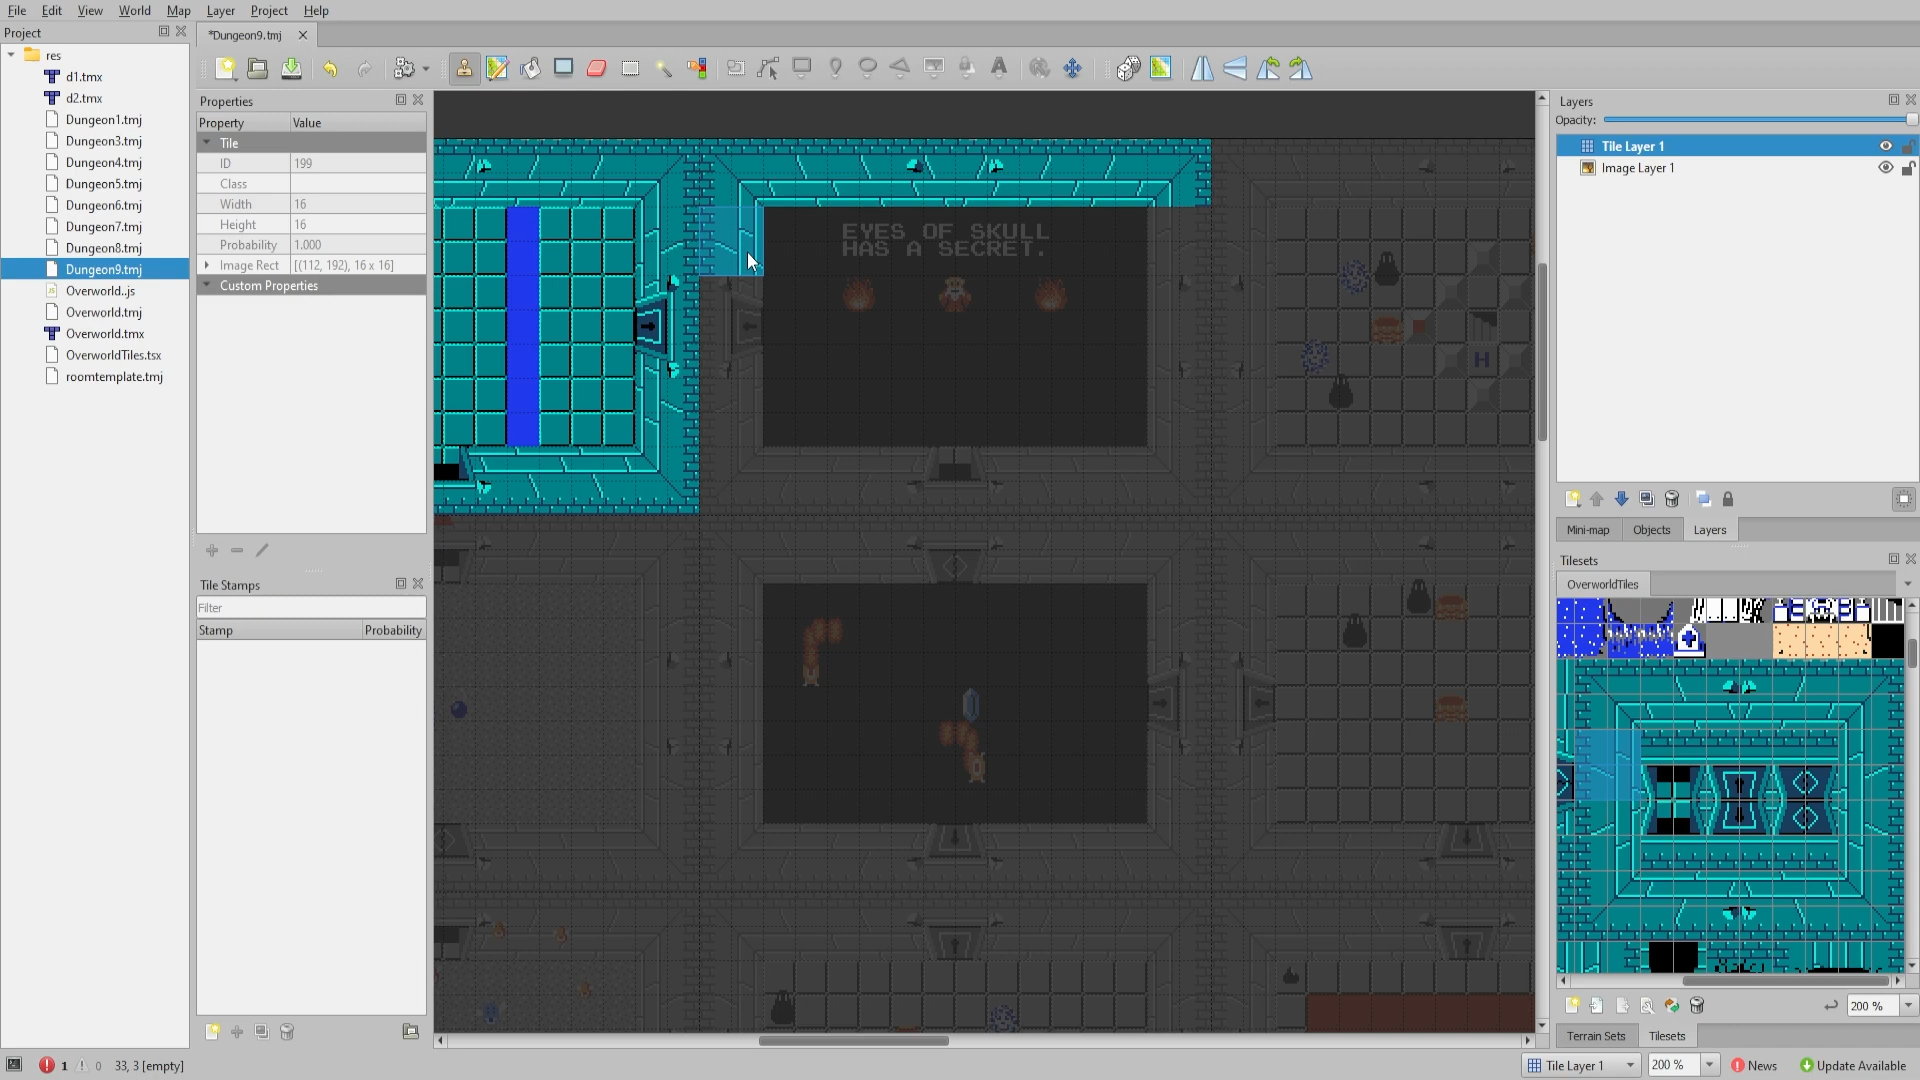 File Edit View World Map Layer Project Help
Project
*Dungeon9.tmj
res
d1.tmx
d2.tmx
Dungeon1.tmj
Dungeon3.tmj
Dungeon4.tmj
Dungeon5.tmj
Dungeon6.tmj
Dungeon7.tmj
Dungeon8.tmj
Dungeon9.tmj
Overworld..js
Overworld.tmj
Overworld.tmx
OverworldTiles.tsx
roomtemplate.tmj
Properties
Property Value
Tile
ID 199
Class
Width 16
Height 16
Probability 1.000
Image Rect [(112, 192), 16 x 16]
Custom Properties
Tile Stamps
Filter
Stamp Probability
EYES OF SKULL
HAS A SECRET.
H
Layers
Opacity:
Tile Layer 1
Image Layer 1
Mini-map Objects Layers
Tilesets
OverworldTiles
200 %
Terrain Sets Tilesets
1 0 33, 3 [empty]
Tile Layer 1 200 % News Update Available